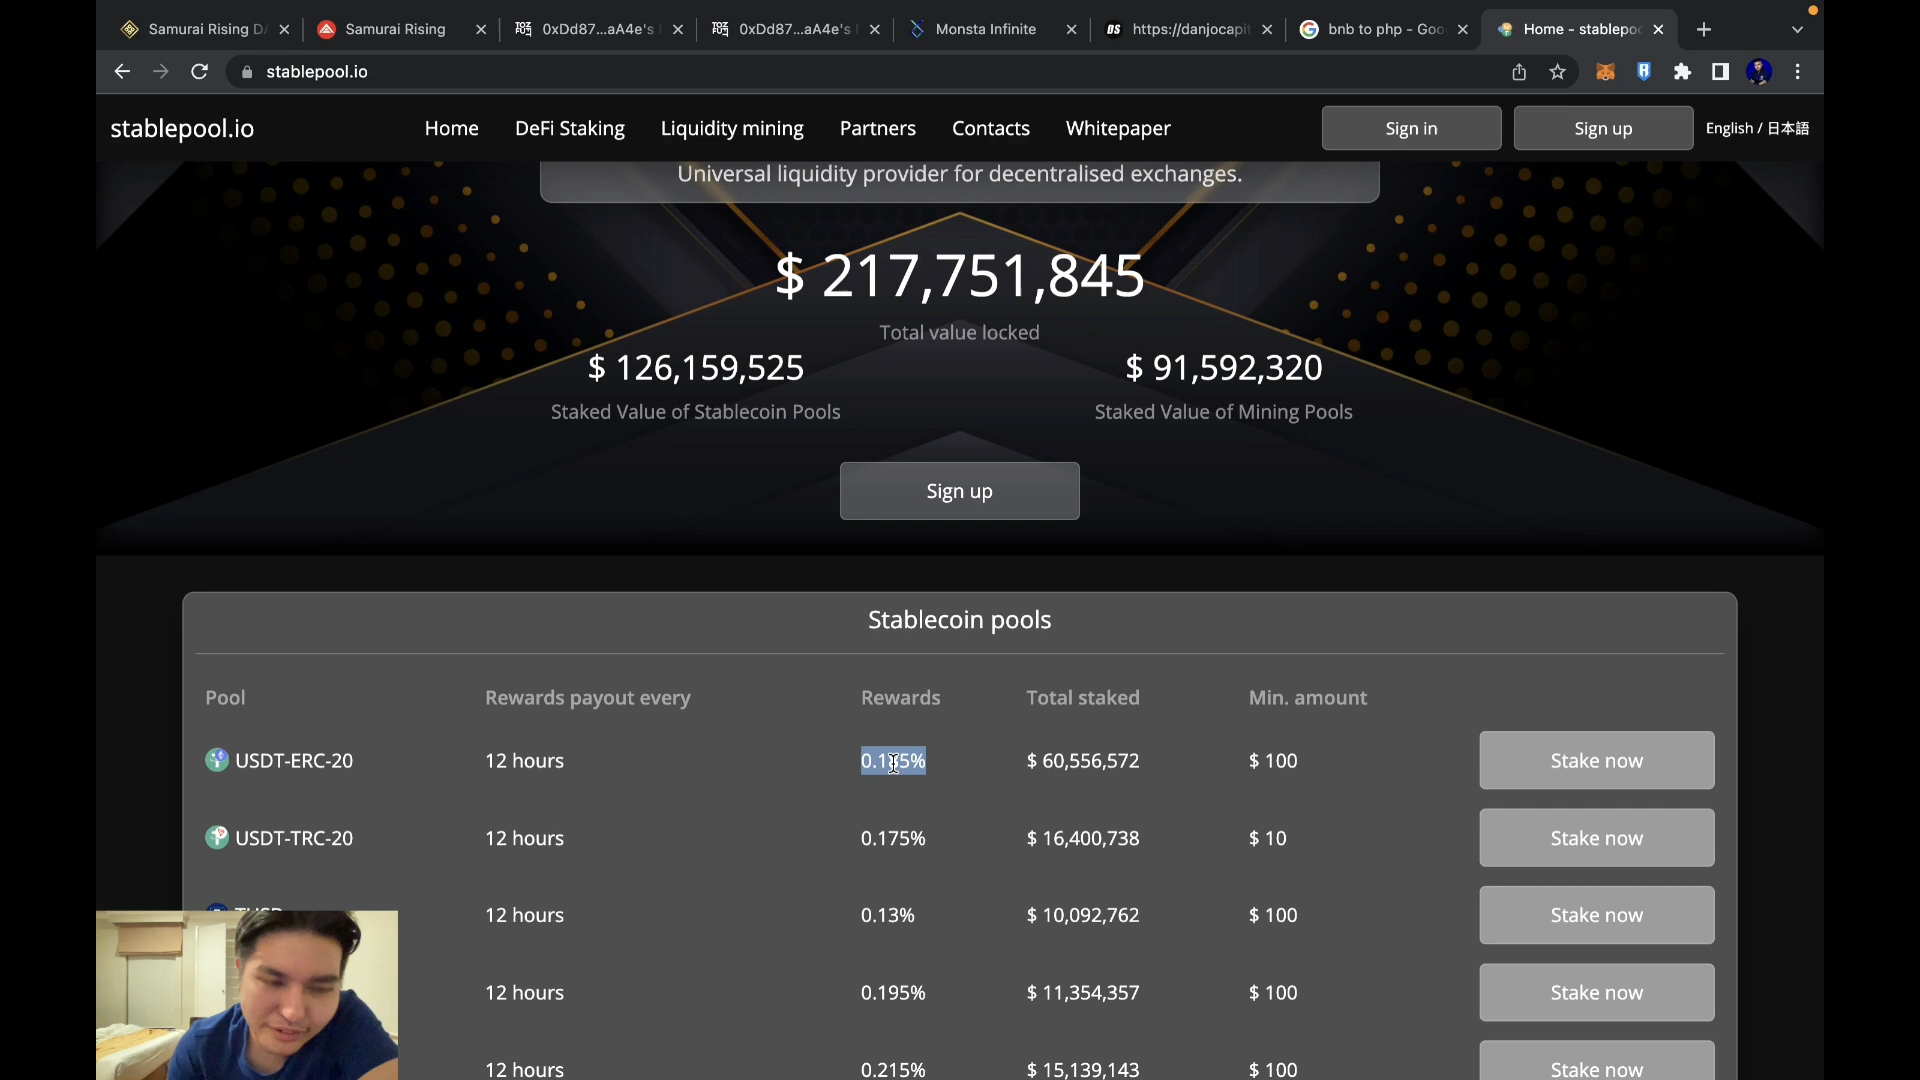 Samurai Rising DA
Samurai Rising
0xDd87...aA4e's
0xDd87...aA4e's
Monsta Infinite
https://danjocapit
bnb to php - Goo
Home - stablepoo
stablepool.io
stablepool.io
Home
DeFi Staking
Liquidity mining
Partners
Contacts
Whitepaper
Sign in
Sign up
English / 日本語
Universal liquidity provider for decentralised exchanges.
$ 217,751,845
Total value locked
$ 126,159,525
$ 91,592,320
Staked Value of Stablecoin Pools
Staked Value of Mining Pools
Sign up
Stablecoin pools
Pool
Rewards payout every
Rewards
Total staked
Min. amount
USDT-ERC-20
12 hours
$ 60,556,572
$ 100
Stake now
USDT-TRC-20
12 hours
0.175%
$ 16,400,738
$ 10
Stake now
12 hours
0.13%
$ 10,092,762
$ 100
Stake now
12 hours
0.195%
$ 11,354,357
$ 100
Stake now
12 hours
0.215%
$ 15,139,143
$ 100
Stake now